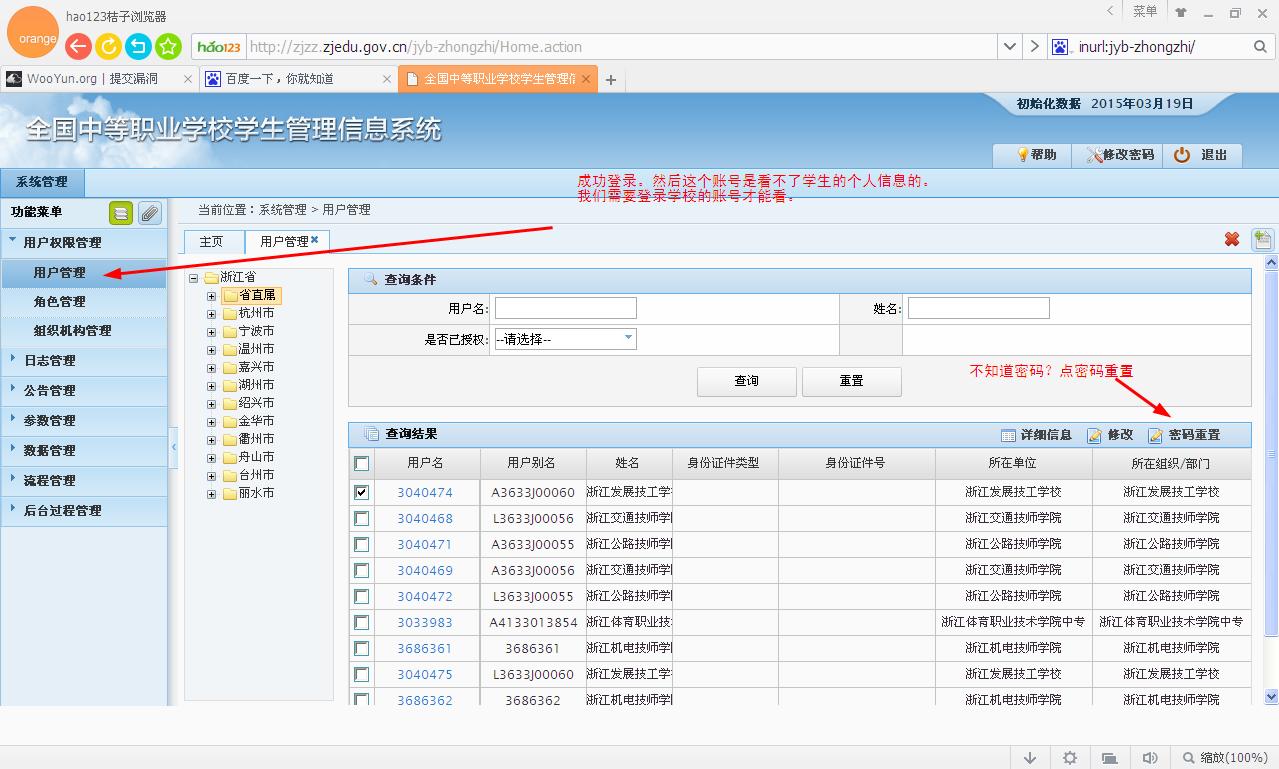 hao123桔子浏览器
菜单
orange
hao123
http://zjzz.zjedu.gov.cn/jyb-zhongzhi/Home.action
inurl:jyb-zhongzhi/
WooYun.org | 提交漏洞
百度一下，你就知道
全国中等职业学校学生管理信
初始化数据 2015年03月19日
全国中等职业学校学生管理信息系统
帮助 修改密码 退出
系统管理
成功登录。然后这个账号是看不了学生的个人信息的。
我们需要登录学校的账号才能看。
功能菜单
当前位置：系统管理 > 用户管理
用户权限管理
用户管理
角色管理
组织机构管理
日志管理
公告管理
参数管理
数据管理
流程管理
后台过程管理
主页 用户管理
浙江省
省直属
杭州市
宁波市
温州市
嘉兴市
湖州市
绍兴市
金华市
衢州市
舟山市
台州市
丽水市
查询条件
用户名: 姓名:
是否已授权: --请选择--
查询 重置
不知道密码？点密码重置
查询结果 详细信息 修改 密码重置
用户名 用户别名 姓名 身份证件类型 身份证件号 所在单位 所在组织/部门
3040474 A3633J00060 浙江发展技工学 浙江发展技工学校 浙江发展技工学校
3040468 L3633J00056 浙江交通技师学 浙江交通技师学院 浙江交通技师学院
3040471 A3633J00055 浙江公路技师学 浙江公路技师学院 浙江公路技师学院
3040469 A3633J00056 浙江交通技师学 浙江交通技师学院 浙江交通技师学院
3040472 L3633J00055 浙江公路技师学 浙江公路技师学院 浙江公路技师学院
3033983 A4133013854 浙江体育职业技 浙江体育职业技术学院中专 浙江体育职业技术学院中专
3686361 3686361 浙江机电技师学 浙江机电技师学院 浙江机电技师学院
3040475 L3633J00060 浙江发展技工学 浙江发展技工学校 浙江发展技工学校
3686362 3686362 浙江机电技师学 浙江机电技师学院 浙江机电技师学院
缩放(100%)